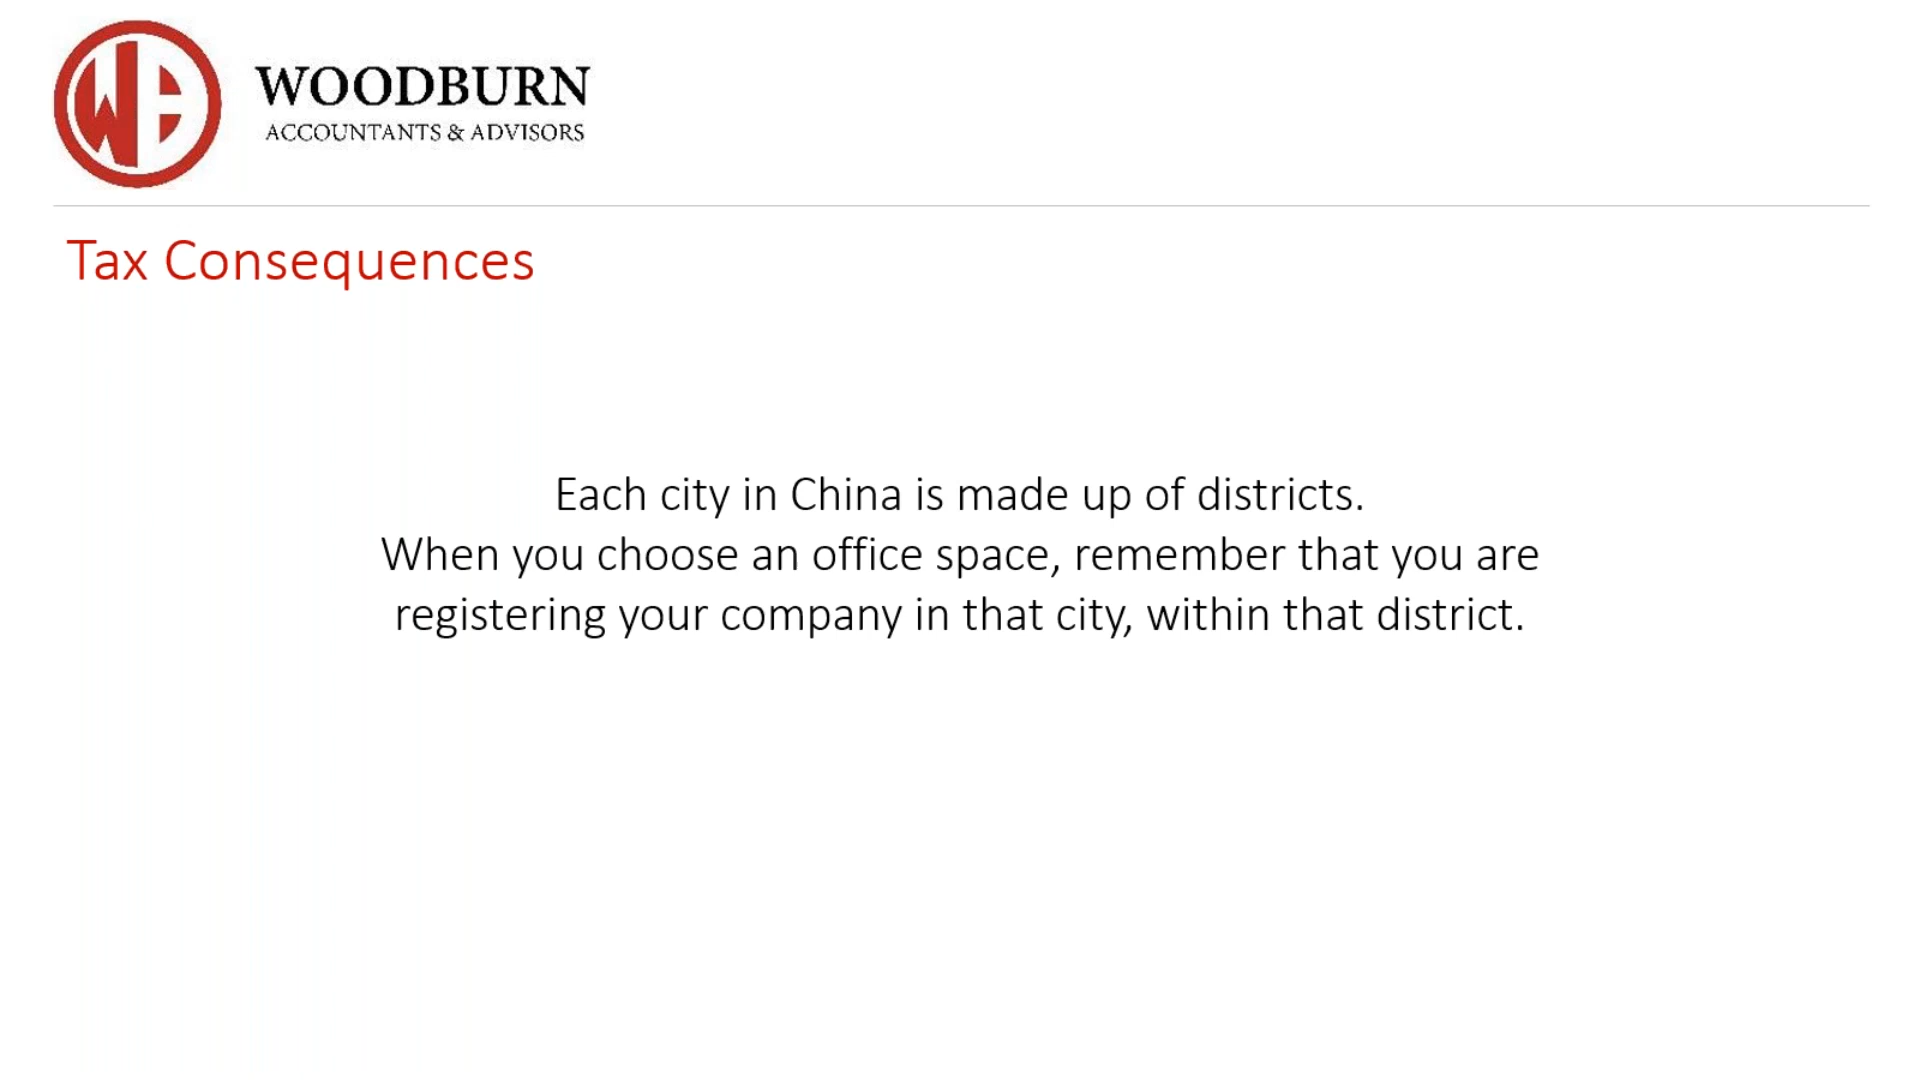 WOODBURN
ACCOUNTANTS & ADVISORS
Tax Consequences
Each city in China is made up of districts.
When you choose an office space, remember that you are
registering your company in that city, within that district.